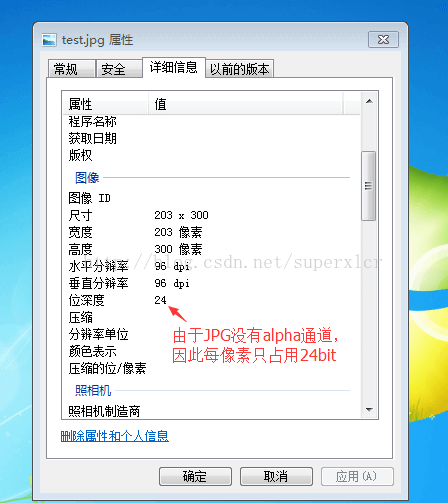 test.jpg 属性
常规 安全 详细信息 以前的版本
属性 值
程序名称
获取日期
版权
图像
图像 ID
尺寸 203 x 300
宽度 203 像素
高度 300 像素
http://blog.csdn.net/superxlcr
水平分辨率 96 dpi
垂直分辨率 96 dpi
位深度 24
压缩
分辨率单位
颜色表示
压缩的位/像素
由于JPG没有alpha通道，
因此每像素只占用24bit
照相机
照相机制造商
删除属性和个人信息
确定 取消 应用(A)